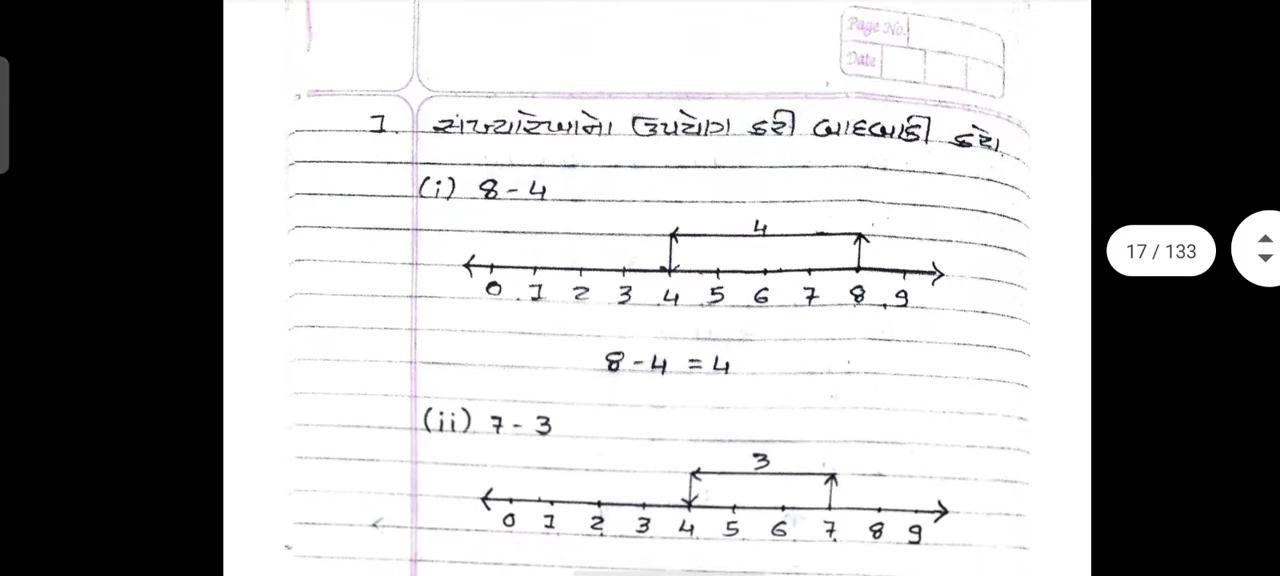 Page No.
Date
1. સંખ્યારેખાનો ઉપયોગ કરી બાદબાકી કરો.
(i) 8-4
4
0 1 2 3 4 5 6 7 8 9
8-4 = 4
(ii) 7-3
3
0 1 2 3 4 5 6 7 8 9
17 / 133